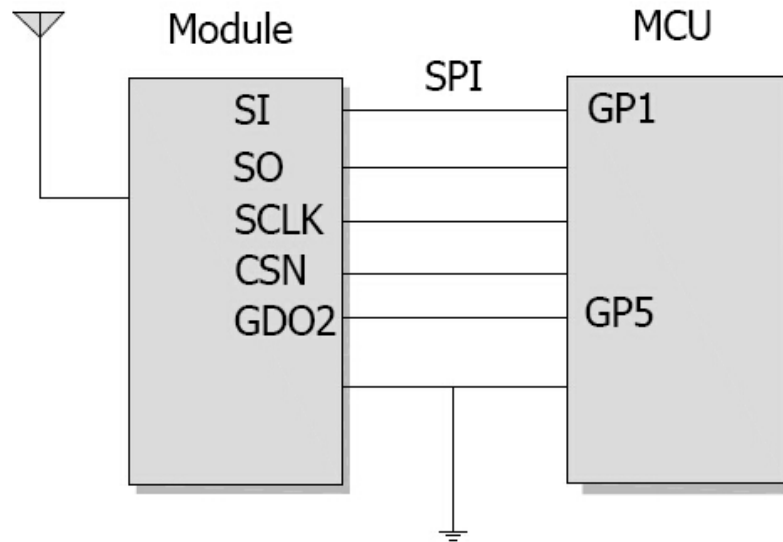 Module
MCU
SPI
SI
GP1
SO
SCLK
CSN
GDO2
GP5